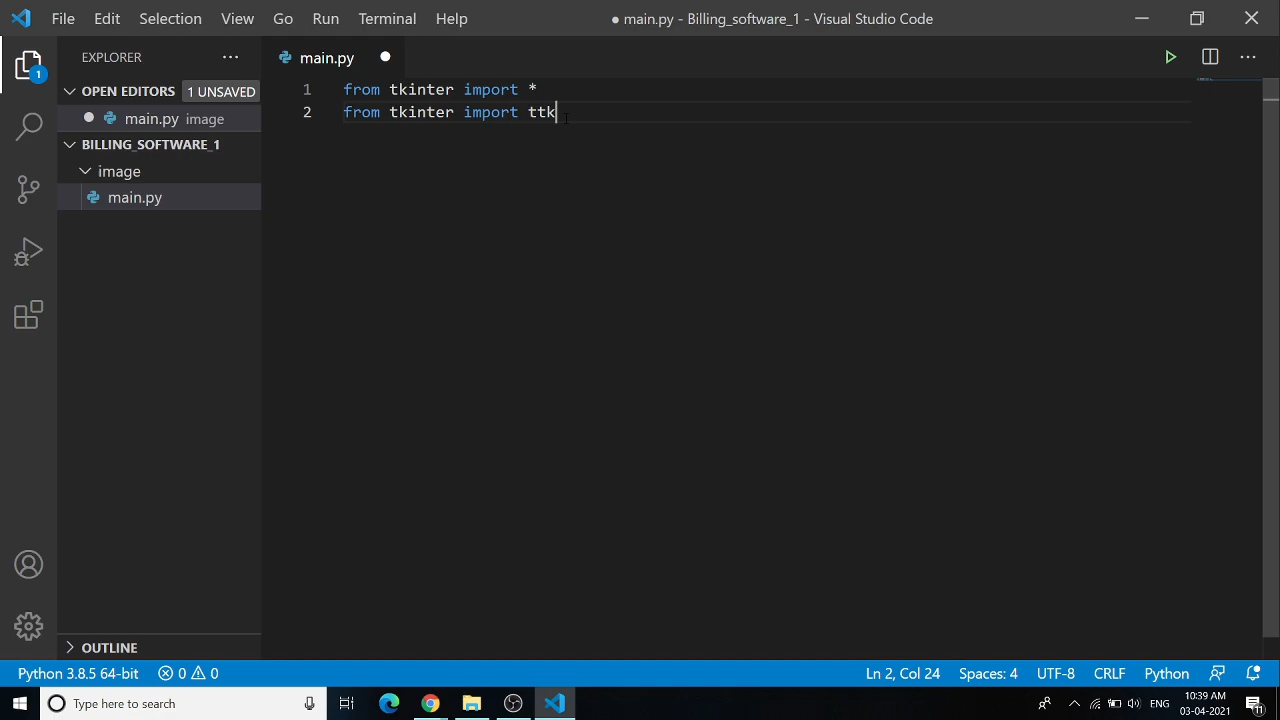 File Edit Selection View Go Run Terminal Help ● main.py - Billing_software_1 - Visual Studio Code
EXPLORER ...
main.py
OPEN EDITORS 1 UNSAVED
main.py image
BILLING_SOFTWARE_1
image
main.py
1
1 from tkinter import *
2 from tkinter import ttk
OUTLINE
Python 3.8.5 64-bit 0 0 Ln 2, Col 24 Spaces: 4 UTF-8 CRLF Python
Type here to search
ENG
10:39 AM
03-04-2021
11